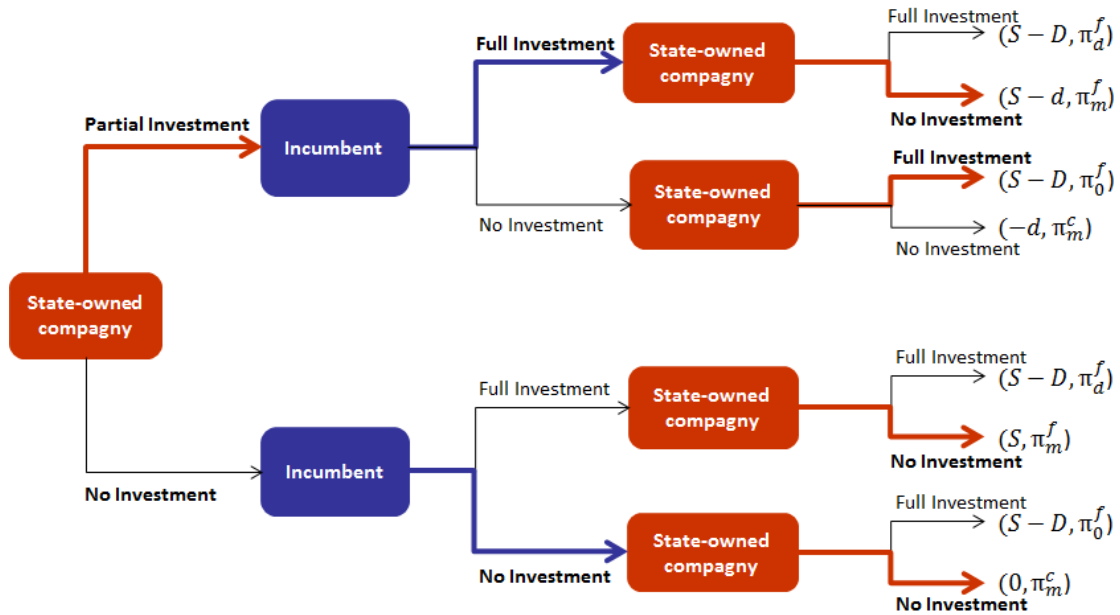 Full Investment
(S − D, π_d^f)
Full Investment
State-owned
compagny
(S − d, π_m^f)
No Investment
Partial Investment
Incumbent
Full Investment
(S − D, π_0^f)
No Investment
State-owned
compagny
(−d, π_m^c)
No Investment
State-owned
compagny
Full Investment
(S − D, π_d^f)
Full Investment
State-owned
compagny
(S, π_m^f)
No Investment
No Investment
Incumbent
Full Investment
(S − D, π_0^f)
No Investment
State-owned
compagny
(0, π_m^c)
No Investment